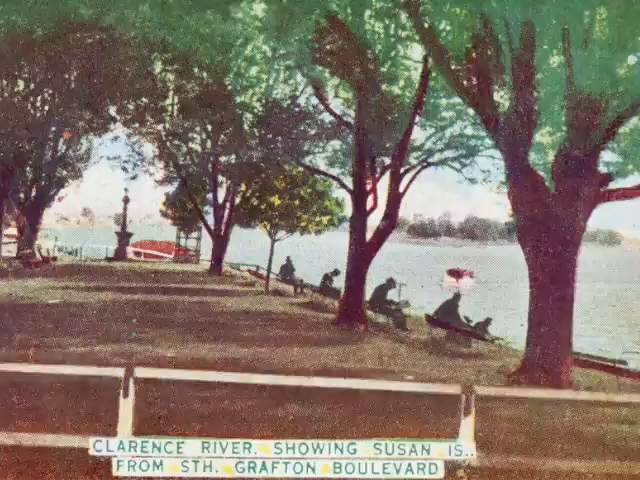 CLARENCE RIVER, SHOWING SUSAN IS..
FROM STH. GRAFTON BOULEVARD